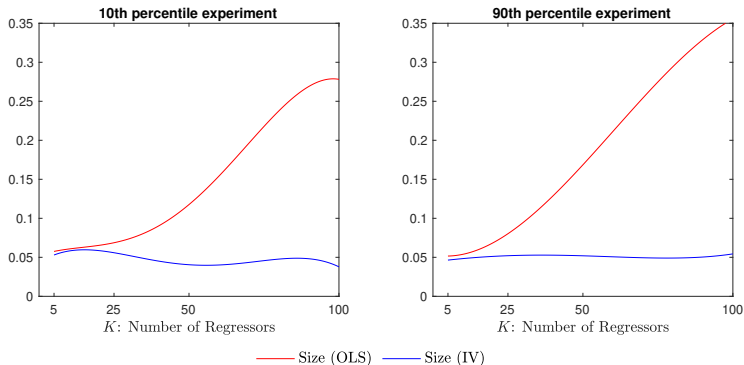 10th percentile experiment
0.35
0.3
0.25
0.2
0.15
0.1
0.05
0
5 25 50 100
K: Number of Regressors
90th percentile experiment
0.35
0.3
0.25
0.2
0.15
0.1
0.05
0
5 25 50 100
K: Number of Regressors
Size (OLS) Size (IV)